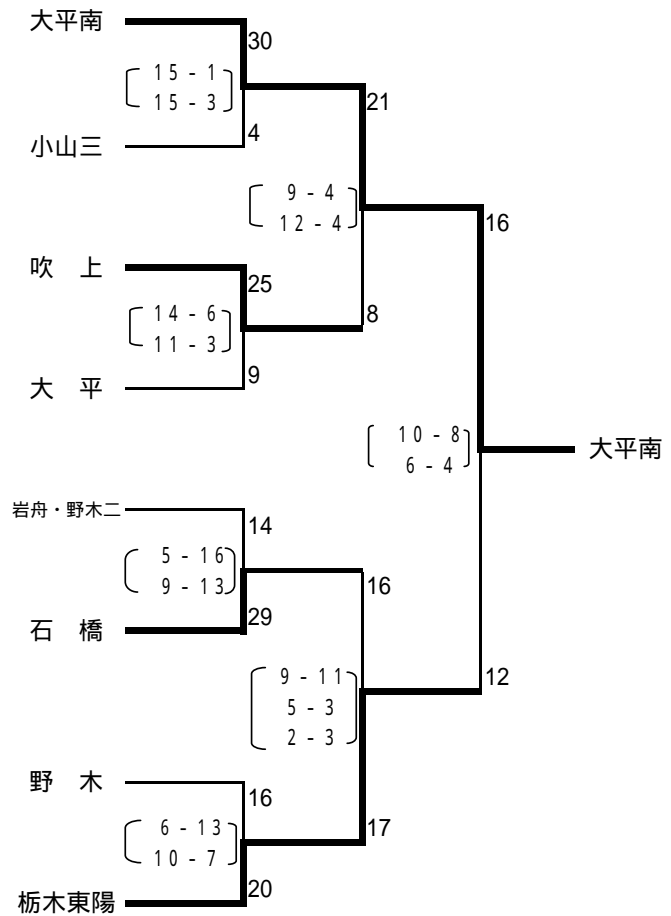 大平南
30
15 - 1
15 - 3
21
小山三
4
9 - 4
12 - 4
16
吹　上
25
14 - 6
11 - 3
8
大　平
9
10 - 8
6 - 4
大平南
岩舟・野木二
14
5 - 16
9 - 13
16
石　橋
29
9 - 11
5 - 3
2 - 3
12
野　木
16
6 - 13
10 - 7
17
栃木東陽
20